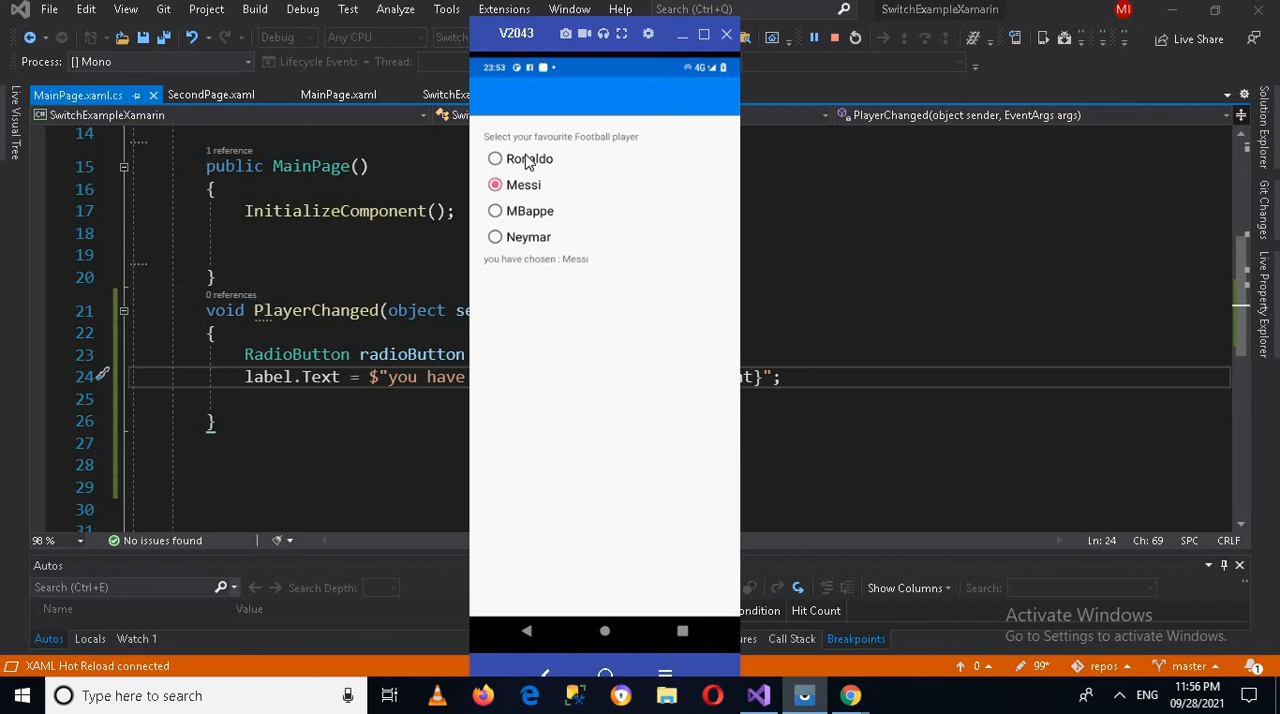 File
Edit
View
Git
Project
Build
Debug
Test
Analyze
Tools
Extensions
Window
Help
Search (Ctrl+Q)
SwitchExampleXamarin
MI
Debug
Any CPU
Live Share
Process:
[ ] Mono
Lifecycle Events
Thread:
MainPage.xaml.cs
SecondPage.xaml
MainPage.xaml
SwitchExampleXamarin
PlayerChanged(object sender, EventArgs args)
Live Visual Tree
Solution Explorer
Git Changes
Live Property Explorer
14
1 reference
15 public MainPage()
16 {
17 InitializeComponent();
18
19
20 }
0 references
21 void PlayerChanged(object
22 {
23 RadioButton radioButton
24 label.Text = $"you have
}";
25
26 }
27
28
29
30
31
V2043
23:53
4G
Select your favourite Football player
Ronaldo
Messi
MBappe
Neymar
you have chosen : Messi
98 %
No issues found
Ln: 24
Ch: 69
SPC
CRLF
Autos
Search (Ctrl+E)
Search Depth:
Show Columns
Search:
Name
Value
Hit Count
Autos
Locals
Watch 1
Call Stack
Breakpoints
Activate Windows
Go to Settings to activate Windows.
XAML Hot Reload connected
0
99*
repos
master
1
Type here to search
ENG
11:56 PM
09/28/2021